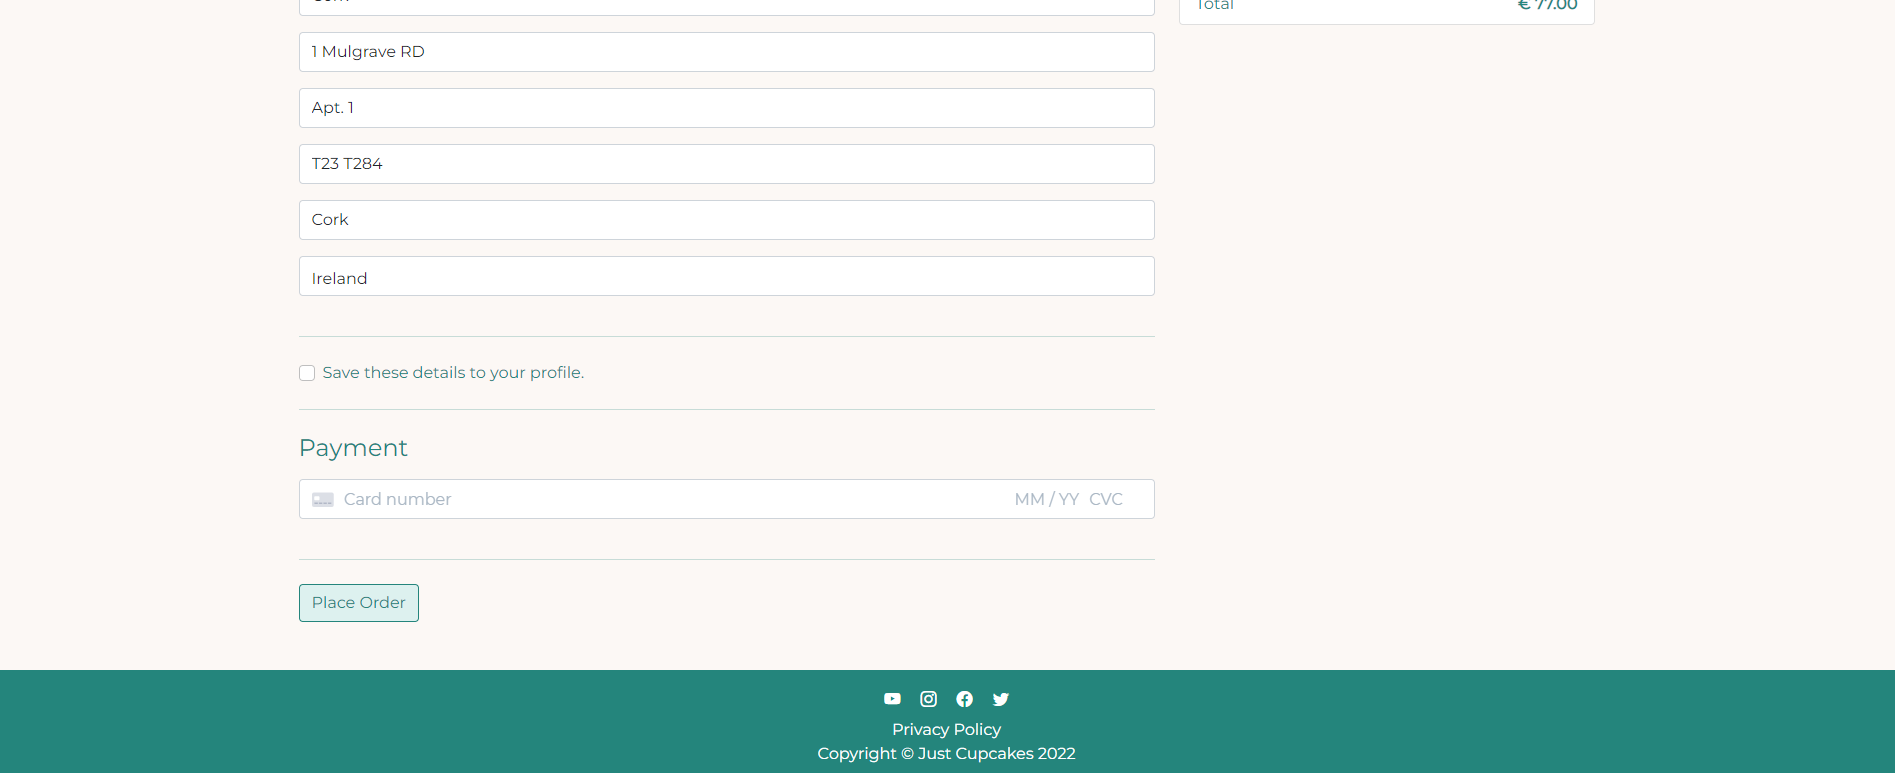 Total € 77.00
1 Mulgrave RD
Apt. 1
T23 T284
Cork
Ireland
Save these details to your profile.
Payment
Card number MM / YY CVC
Place Order
Privacy Policy
Copyright © Just Cupcakes 2022